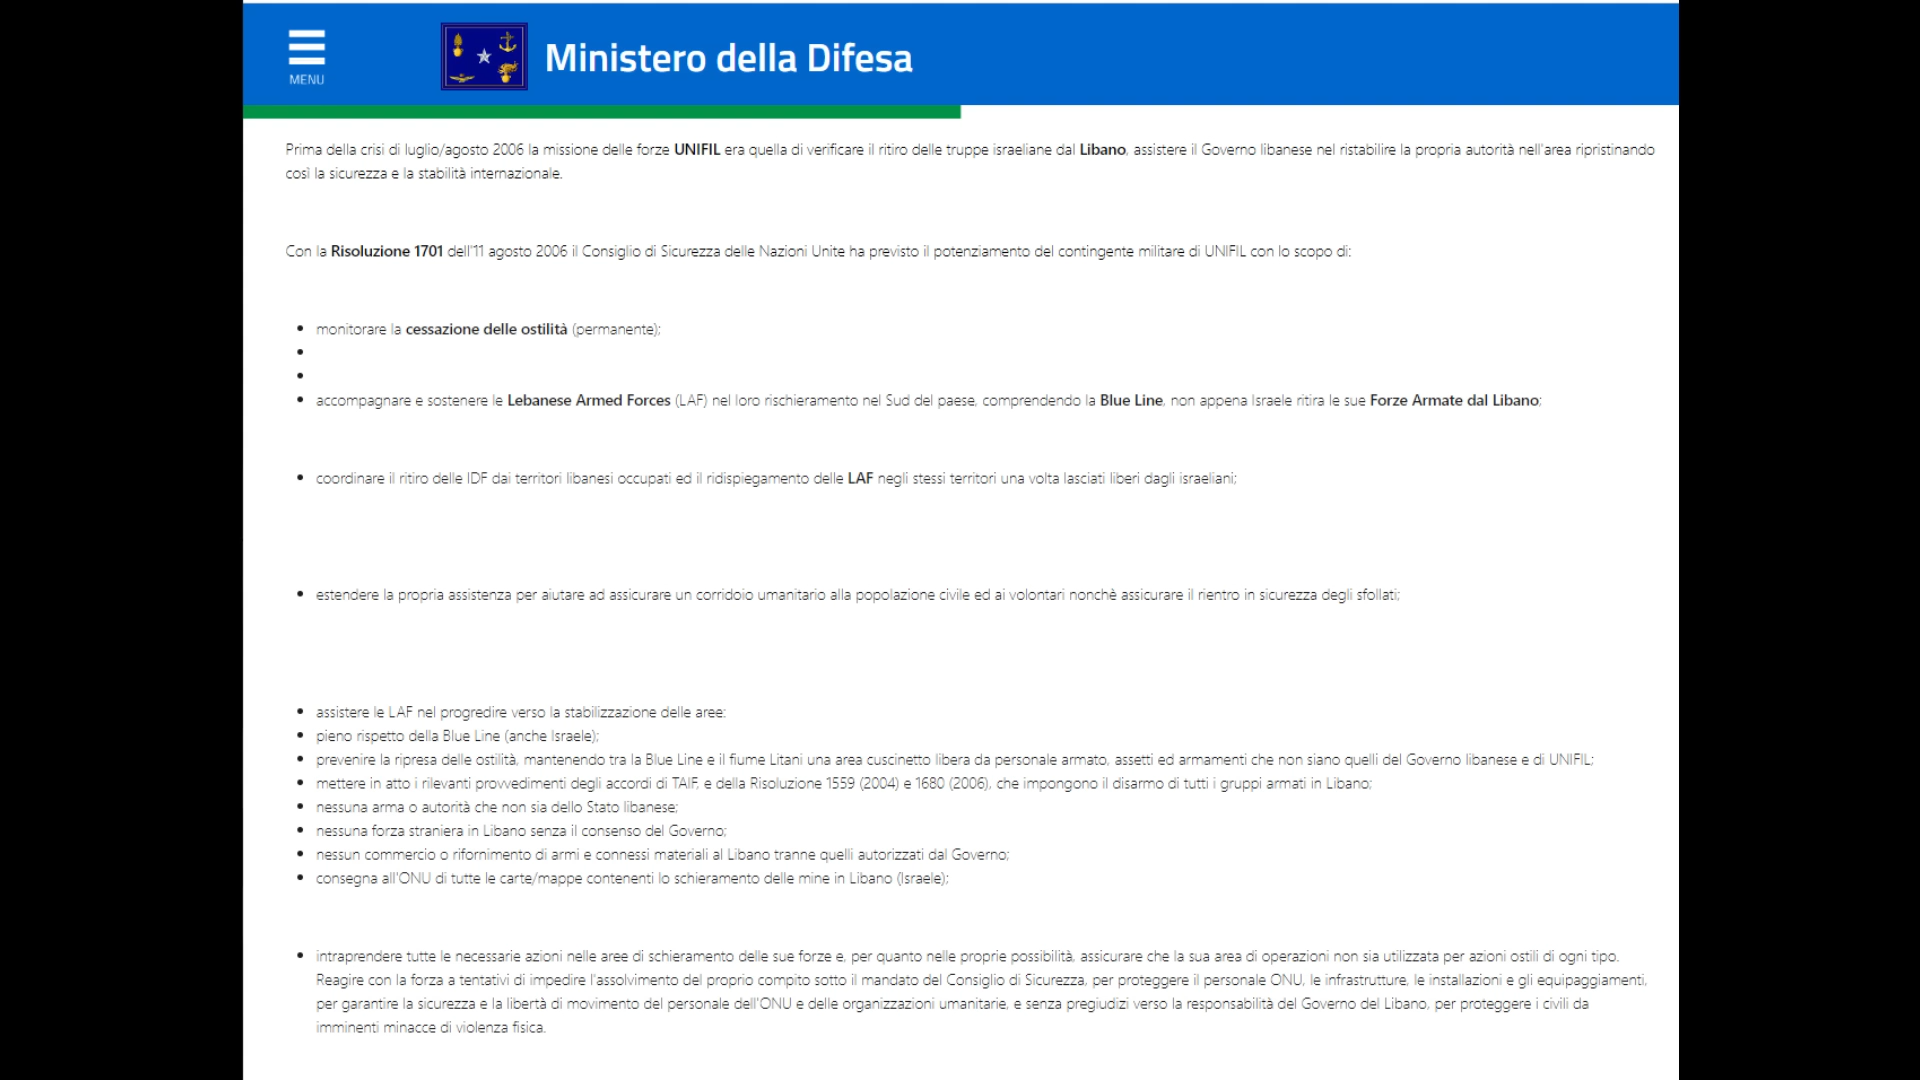 MENU
Ministero della Difesa
Prima della crisi di luglio/agosto 2006 la missione delle forze UNIFIL era quella di verificare il ritiro delle truppe israeliane dal Libano, assistere il Governo libanese nel ristabilire la propria autorità nell'area ripristinando
così la sicurezza e la stabilità internazionale.
Con la Risoluzione 1701 dell'11 agosto 2006 il Consiglio di Sicurezza delle Nazioni Unite ha previsto il potenziamento del contingente militare di UNIFIL con lo scopo di:
• monitorare la cessazione delle ostilità (permanente);
•
•
• accompagnare e sostenere le Lebanese Armed Forces (LAF) nel loro rischieramento nel Sud del paese, comprendendo la Blue Line, non appena Israele ritira le sue Forze Armate dal Libano;
• coordinare il ritiro delle IDF dai territori libanesi occupati ed il ridispiegamento delle LAF negli stessi territori una volta lasciati liberi dagli israeliani;
• estendere la propria assistenza per aiutare ad assicurare un corridoio umanitario alla popolazione civile ed ai volontari nonchè assicurare il rientro in sicurezza degli sfollati;
• assistere le LAF nel progredire verso la stabilizzazione delle aree:
• pieno rispetto della Blue Line (anche Israele);
• prevenire la ripresa delle ostilità, mantenendo tra la Blue Line e il fiume Litani una area cuscinetto libera da personale armato, assetti ed armamenti che non siano quelli del Governo libanese e di UNIFIL;
• mettere in atto i rilevanti provvedimenti degli accordi di TAIF, e della Risoluzione 1559 (2004) e 1680 (2006), che impongono il disarmo di tutti i gruppi armati in Libano;
• nessuna arma o autorità che non sia dello Stato libanese;
• nessuna forza straniera in Libano senza il consenso del Governo;
• nessun commercio o rifornimento di armi e connessi materiali al Libano tranne quelli autorizzati dal Governo;
• consegna all'ONU di tutte le carte/mappe contenenti lo schieramento delle mine in Libano (Israele);
• intraprendere tutte le necessarie azioni nelle aree di schieramento delle sue forze e, per quanto nelle proprie possibilità, assicurare che la sua area di operazioni non sia utilizzata per azioni ostili di ogni tipo.
Reagire con la forza a tentativi di impedire l'assolvimento del proprio compito sotto il mandato del Consiglio di Sicurezza, per proteggere il personale ONU, le infrastrutture, le installazioni e gli equipaggiamenti,
per garantire la sicurezza e la libertà di movimento del personale dell'ONU e delle organizzazioni umanitarie, e senza pregiudizi verso la responsabilità del Governo del Libano, per proteggere i civili da
imminenti minacce di violenza fisica.